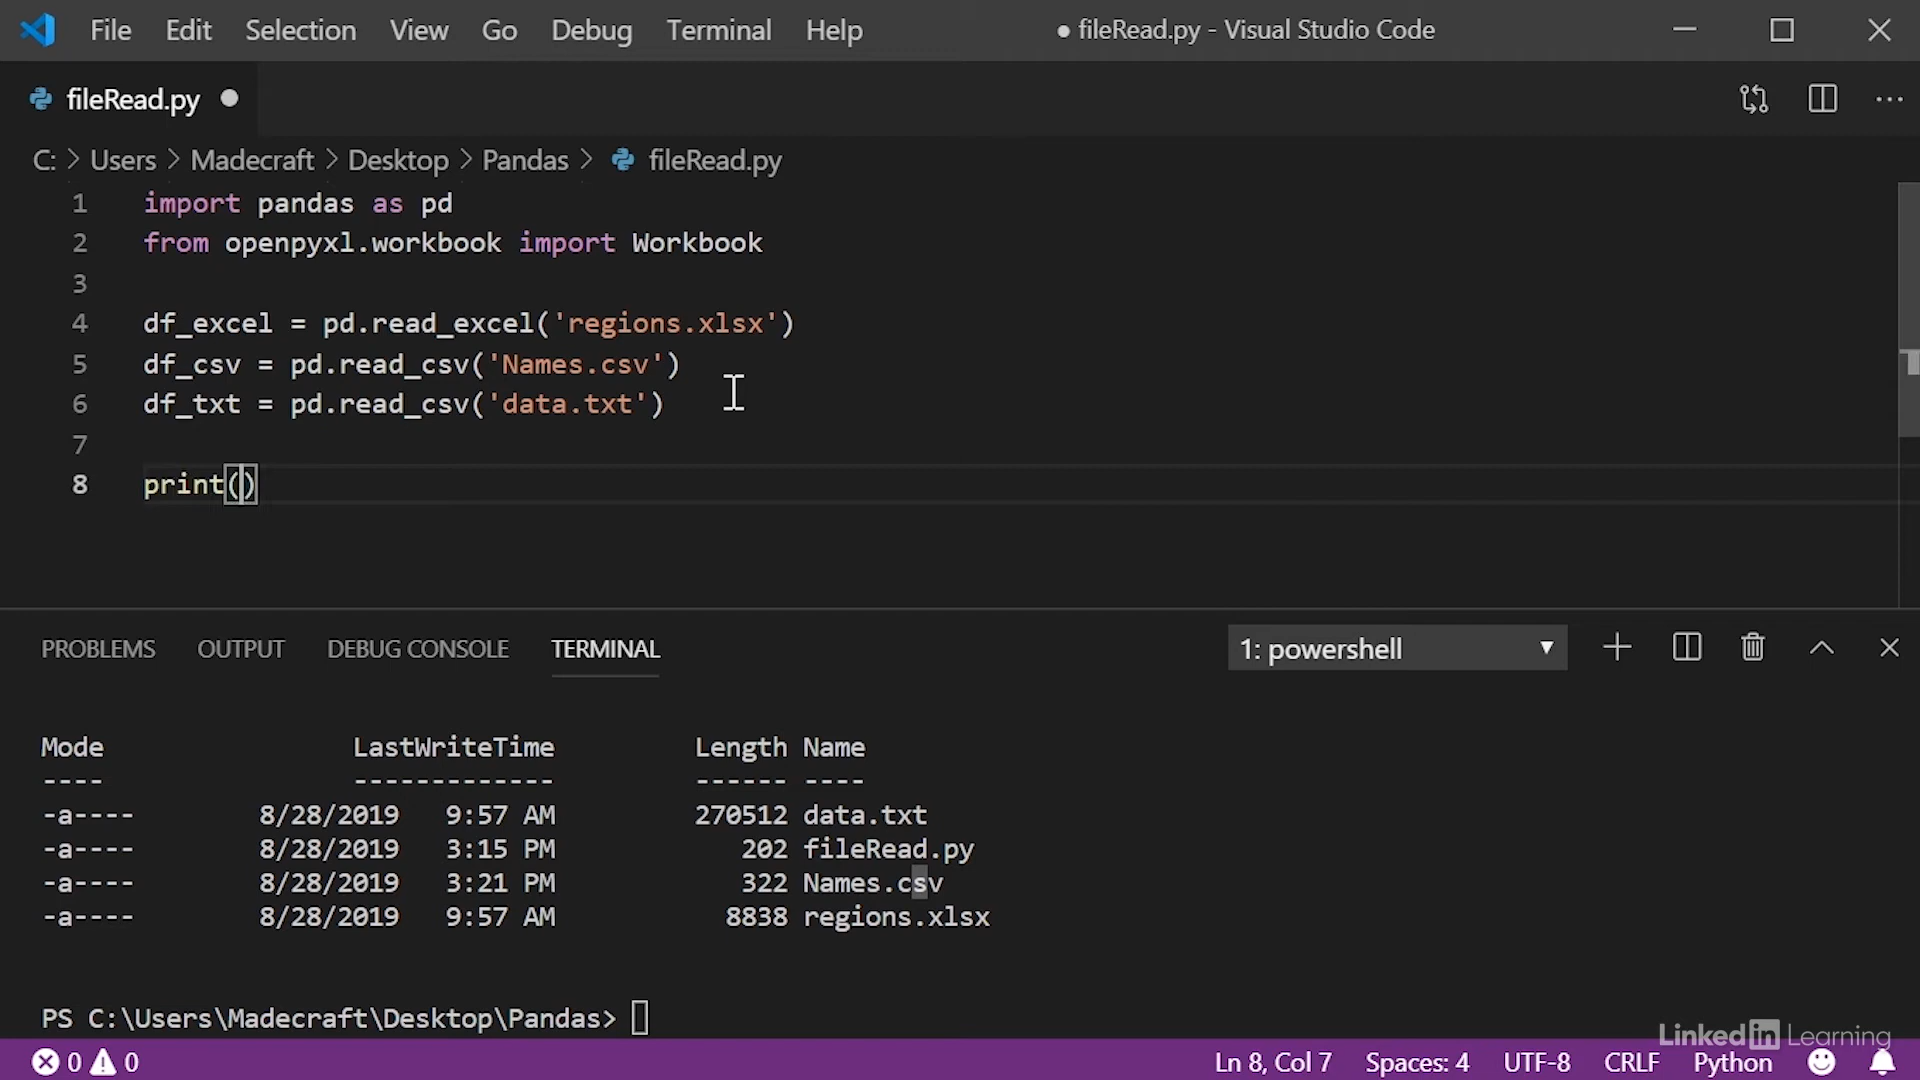 File Edit Selection View Go Debug Terminal Help ● fileRead.py - Visual Studio Code
fileRead.py
C: > Users > Madecraft > Desktop > Pandas > fileRead.py
1 import pandas as pd
2 from openpyxl.workbook import Workbook
3
4 df_excel = pd.read_excel('regions.xlsx')
5 df_csv = pd.read_csv('Names.csv')
6 df_txt = pd.read_csv('data.txt')
7
8 print()
PROBLEMS OUTPUT DEBUG CONSOLE TERMINAL 1: powershell
Mode LastWriteTime Length Name
---- ------------- ------ ----
-a---- 8/28/2019 9:57 AM 270512 data.txt
-a---- 8/28/2019 3:15 PM 202 fileRead.py
-a---- 8/28/2019 3:21 PM 322 Names.csv
-a---- 8/28/2019 9:57 AM 8838 regions.xlsx
PS C:\Users\Madecraft\Desktop\Pandas>
LinkedIn Learning
0 0 Ln 8, Col 7 Spaces: 4 UTF-8 CRLF Python